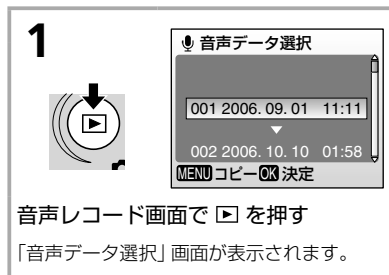 1
音声データ選択
001 2006. 09. 01 11:11
002 2006. 10. 10 01:58
MENU コピー OK 決定
音声レコード画面で ▶ を押す
「音声データ選択」画面が表示されます。